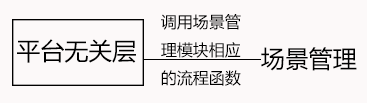 平台无关层
调用场景管
理模块相应
的流程函数
场景管理